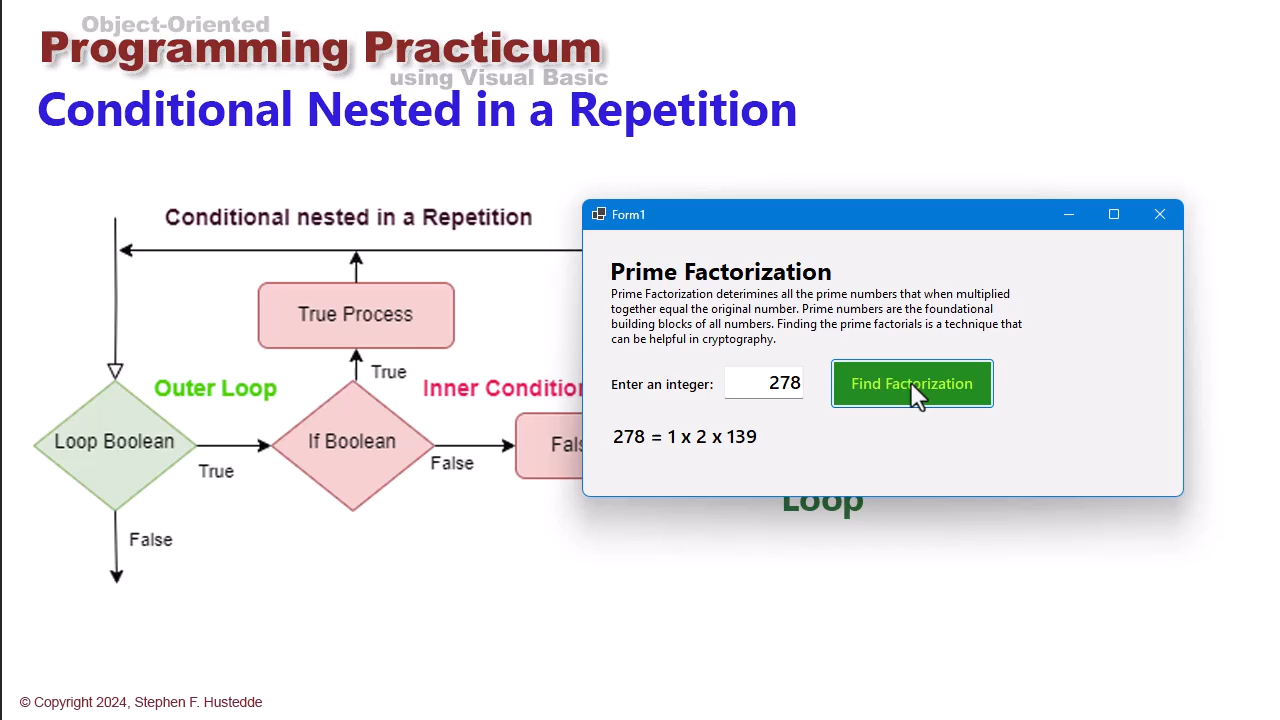 Object-Oriented
Programming Practicum
using Visual Basic
Conditional Nested in a Repetition
Conditional nested in a Repetition
True Process
True
Outer Loop
Inner Condition
Loop Boolean
If Boolean
True
False
False
Form1
Prime Factorization
Prime Factorization deterimines all the prime numbers that when multiplied
together equal the original number. Prime numbers are the foundational
building blocks of all numbers. Finding the prime factorials is a technique that
can be helpful in cryptography.
Enter an integer: 278 Find Factorization
278 = 1 x 2 x 139
Loop
© Copyright 2024, Stephen F. Hustedde